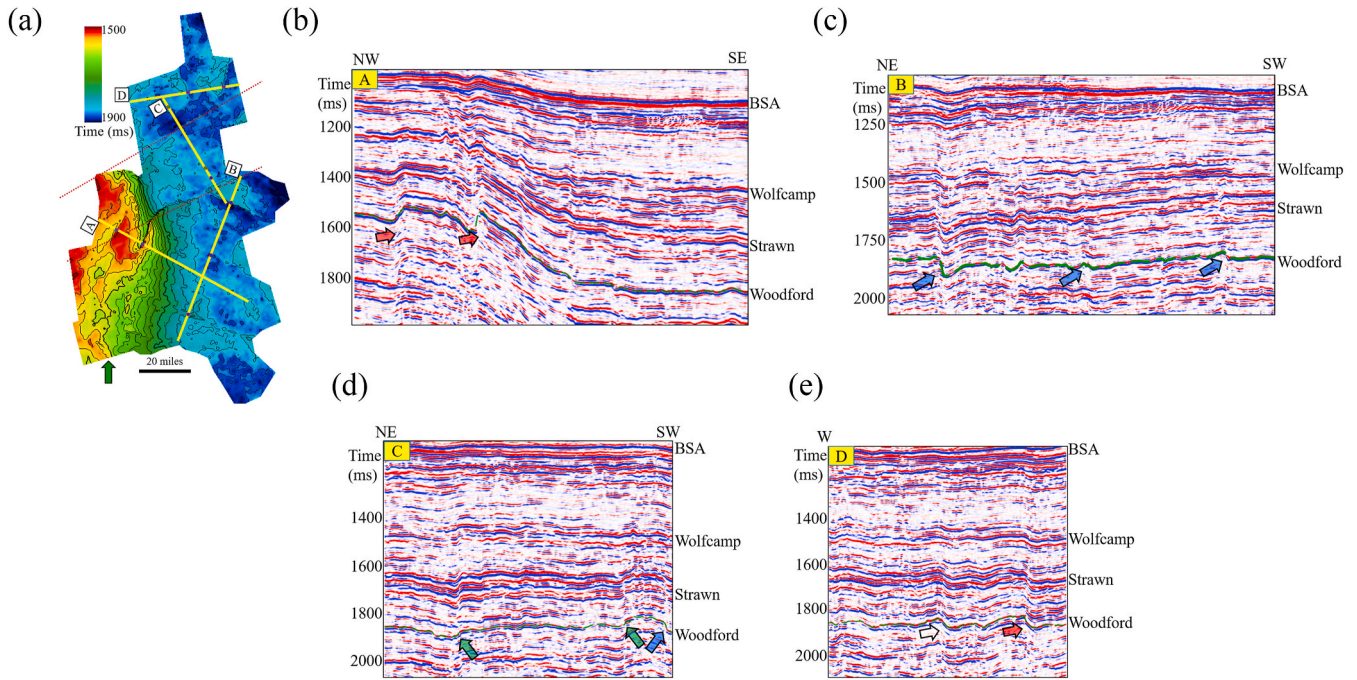 (a)
1500
1900
Time (ms)
D
C
B
A
20 miles
(b)
NW
SE
Time
(ms)
A
BSA
1200
1400
Wolfcamp
1600
Strawn
1800
Woodford
(c)
NE
SW
Time
(ms)
B
BSA
1250
1500
Wolfcamp
Strawn
1750
Woodford
2000
(d)
NE
SW
Time
(ms)
C
BSA
1400
Wolfcamp
1600
Strawn
1800
Woodford
2000
(e)
W
Time
(ms)
D
BSA
1400
Wolfcamp
1600
Strawn
1800
Woodford
2000